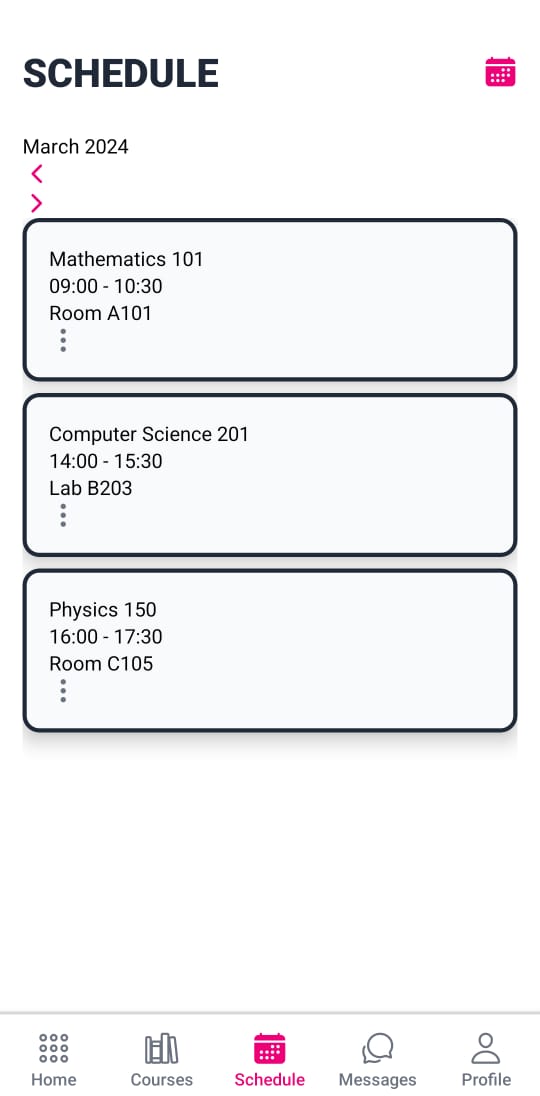 SCHEDULE
March 2024
Mathematics 101
09:00 - 10:30
Room A101
Computer Science 201
14:00 - 15:30
Lab B203
Physics 150
16:00 - 17:30
Room C105
Home
Courses
Schedule
Messages
Profile